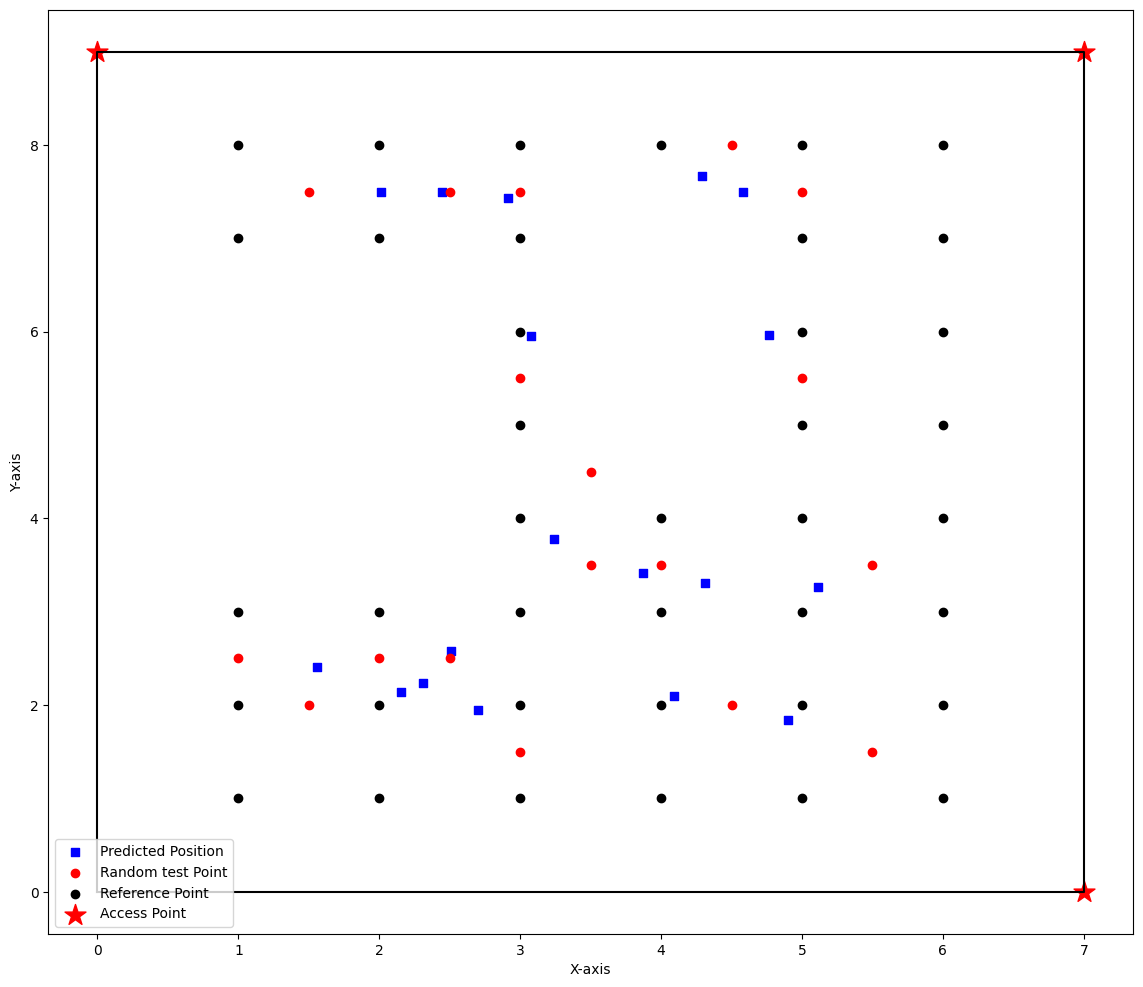 8
6
4
2
0
Y-axis
Predicted Position
Random test Point
Reference Point
Access Point
0 1 2 3 4 5 6 7
X-axis